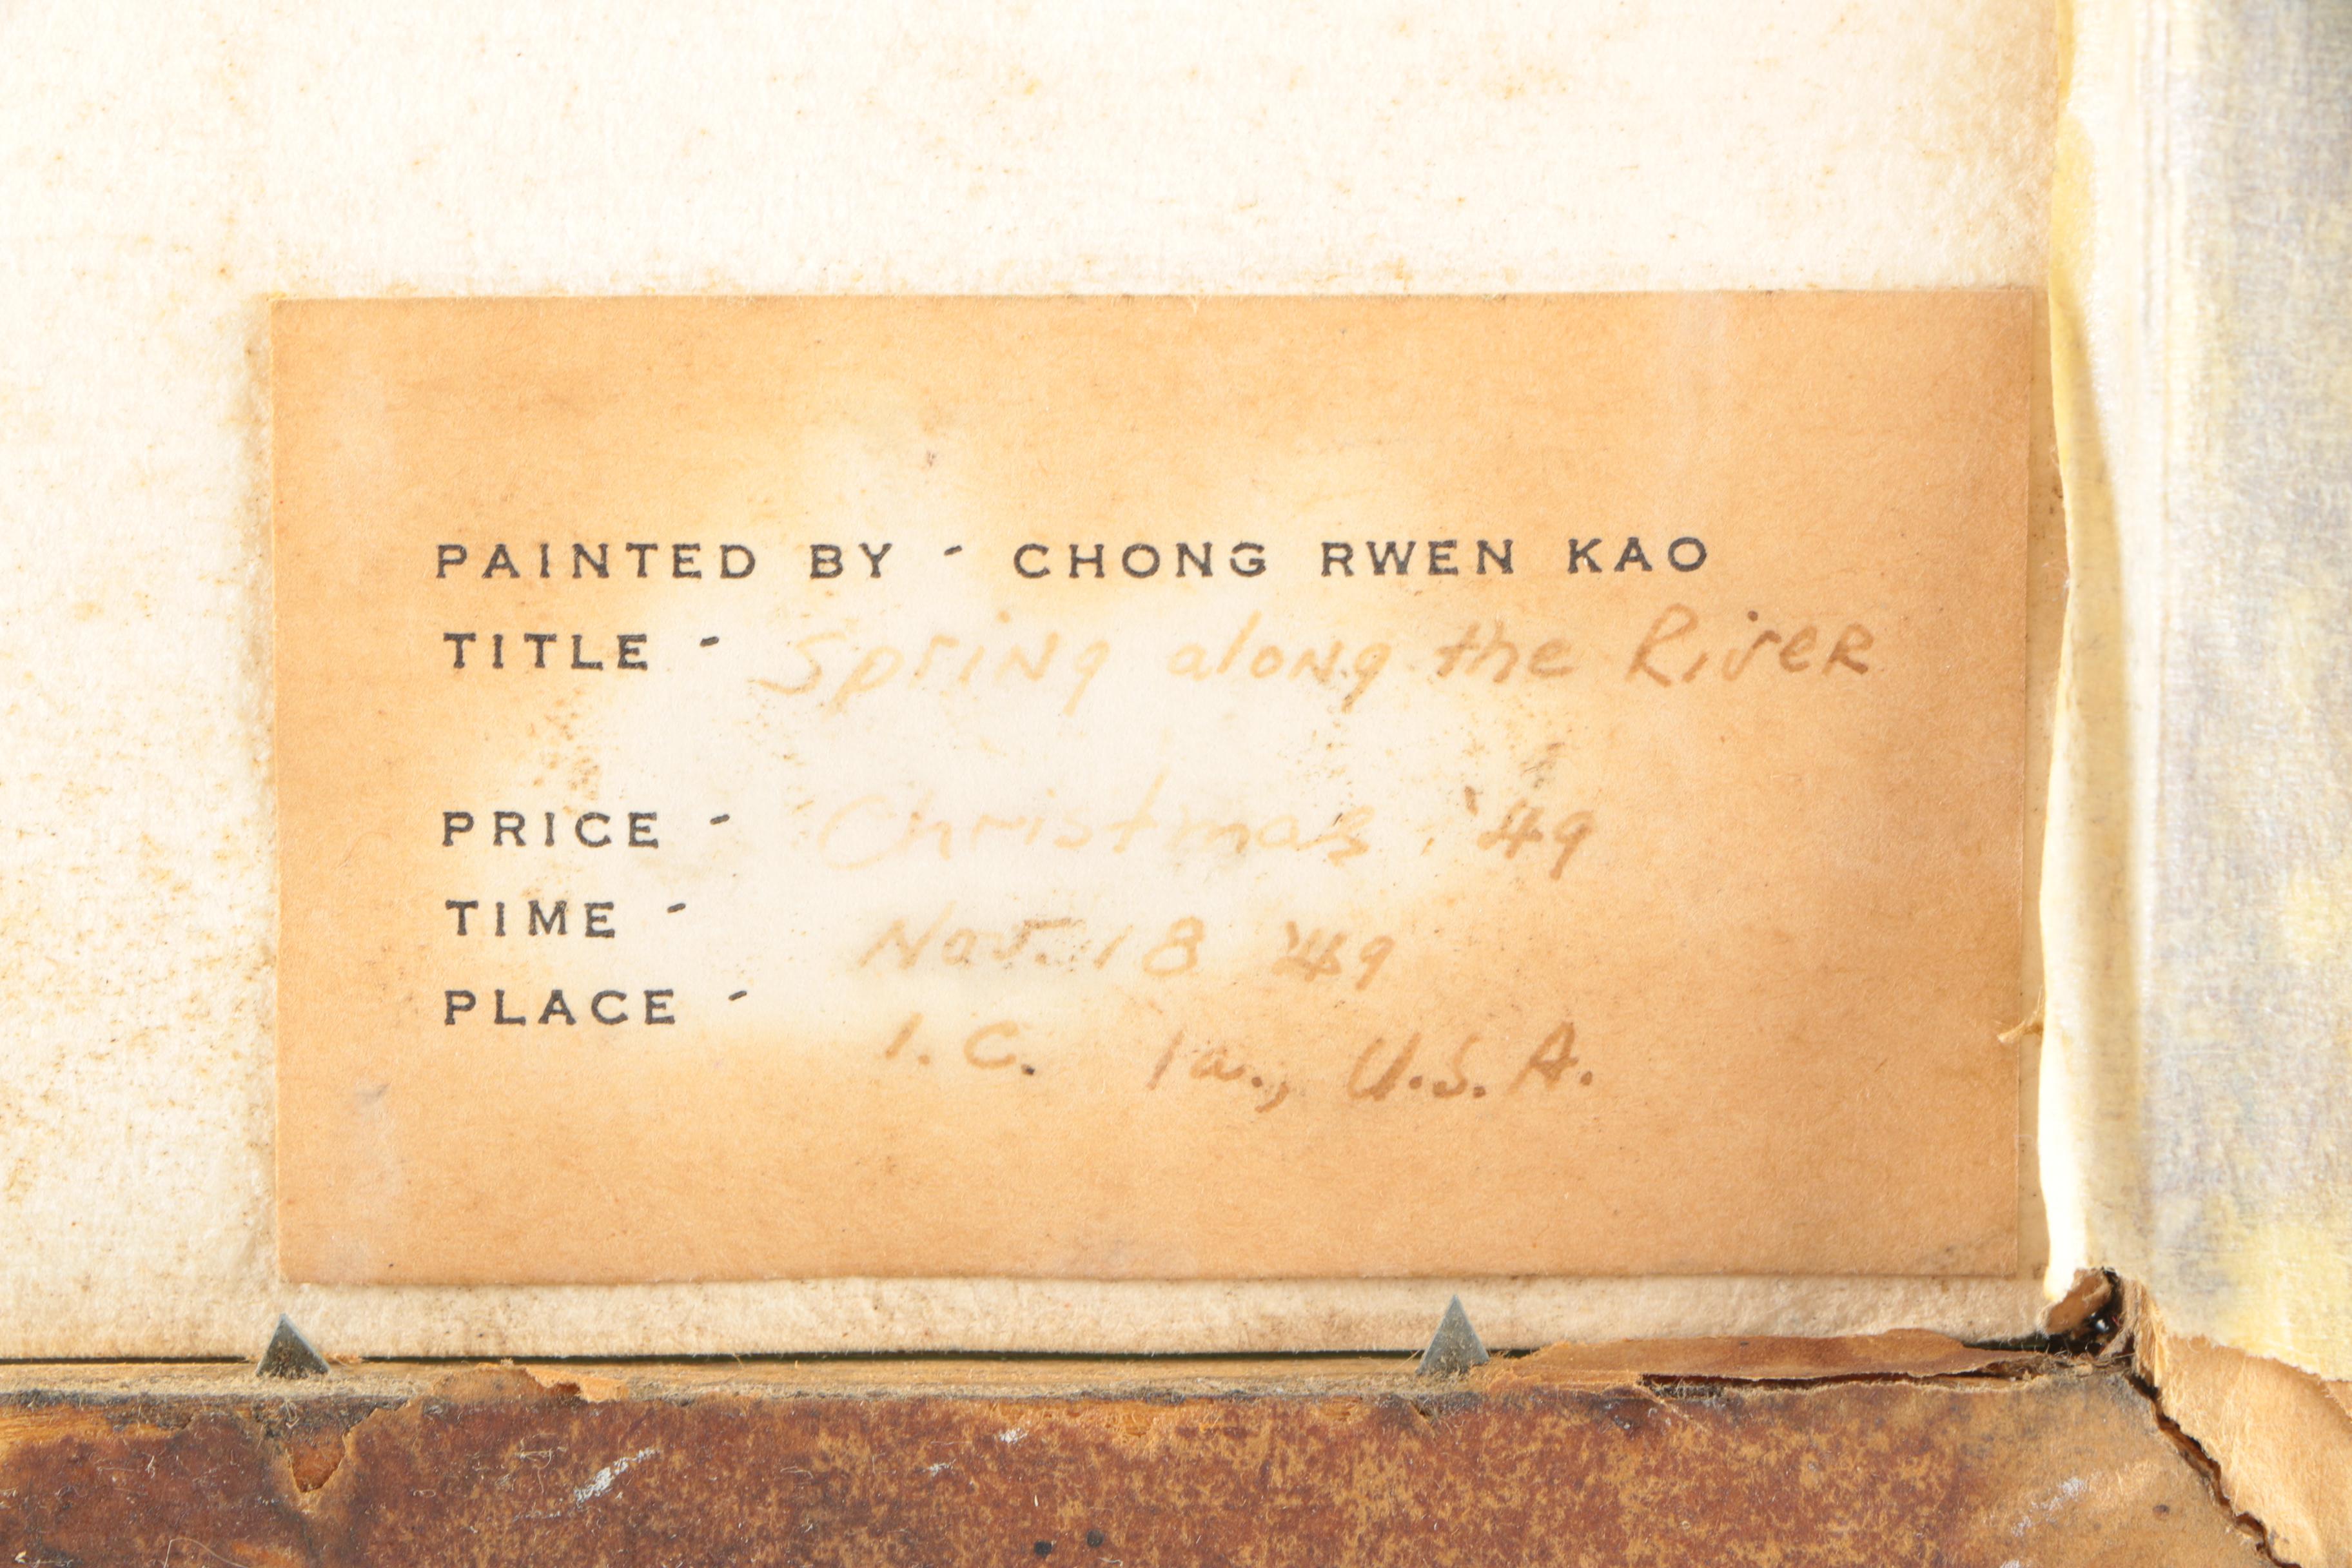 PAINTED BY - CHONG RWEN KAO
TITLE - Spring along the River
PRICE - Christmas, '49
TIME - Nov. 18 '49
PLACE - I.C. Ia., U.S.A.